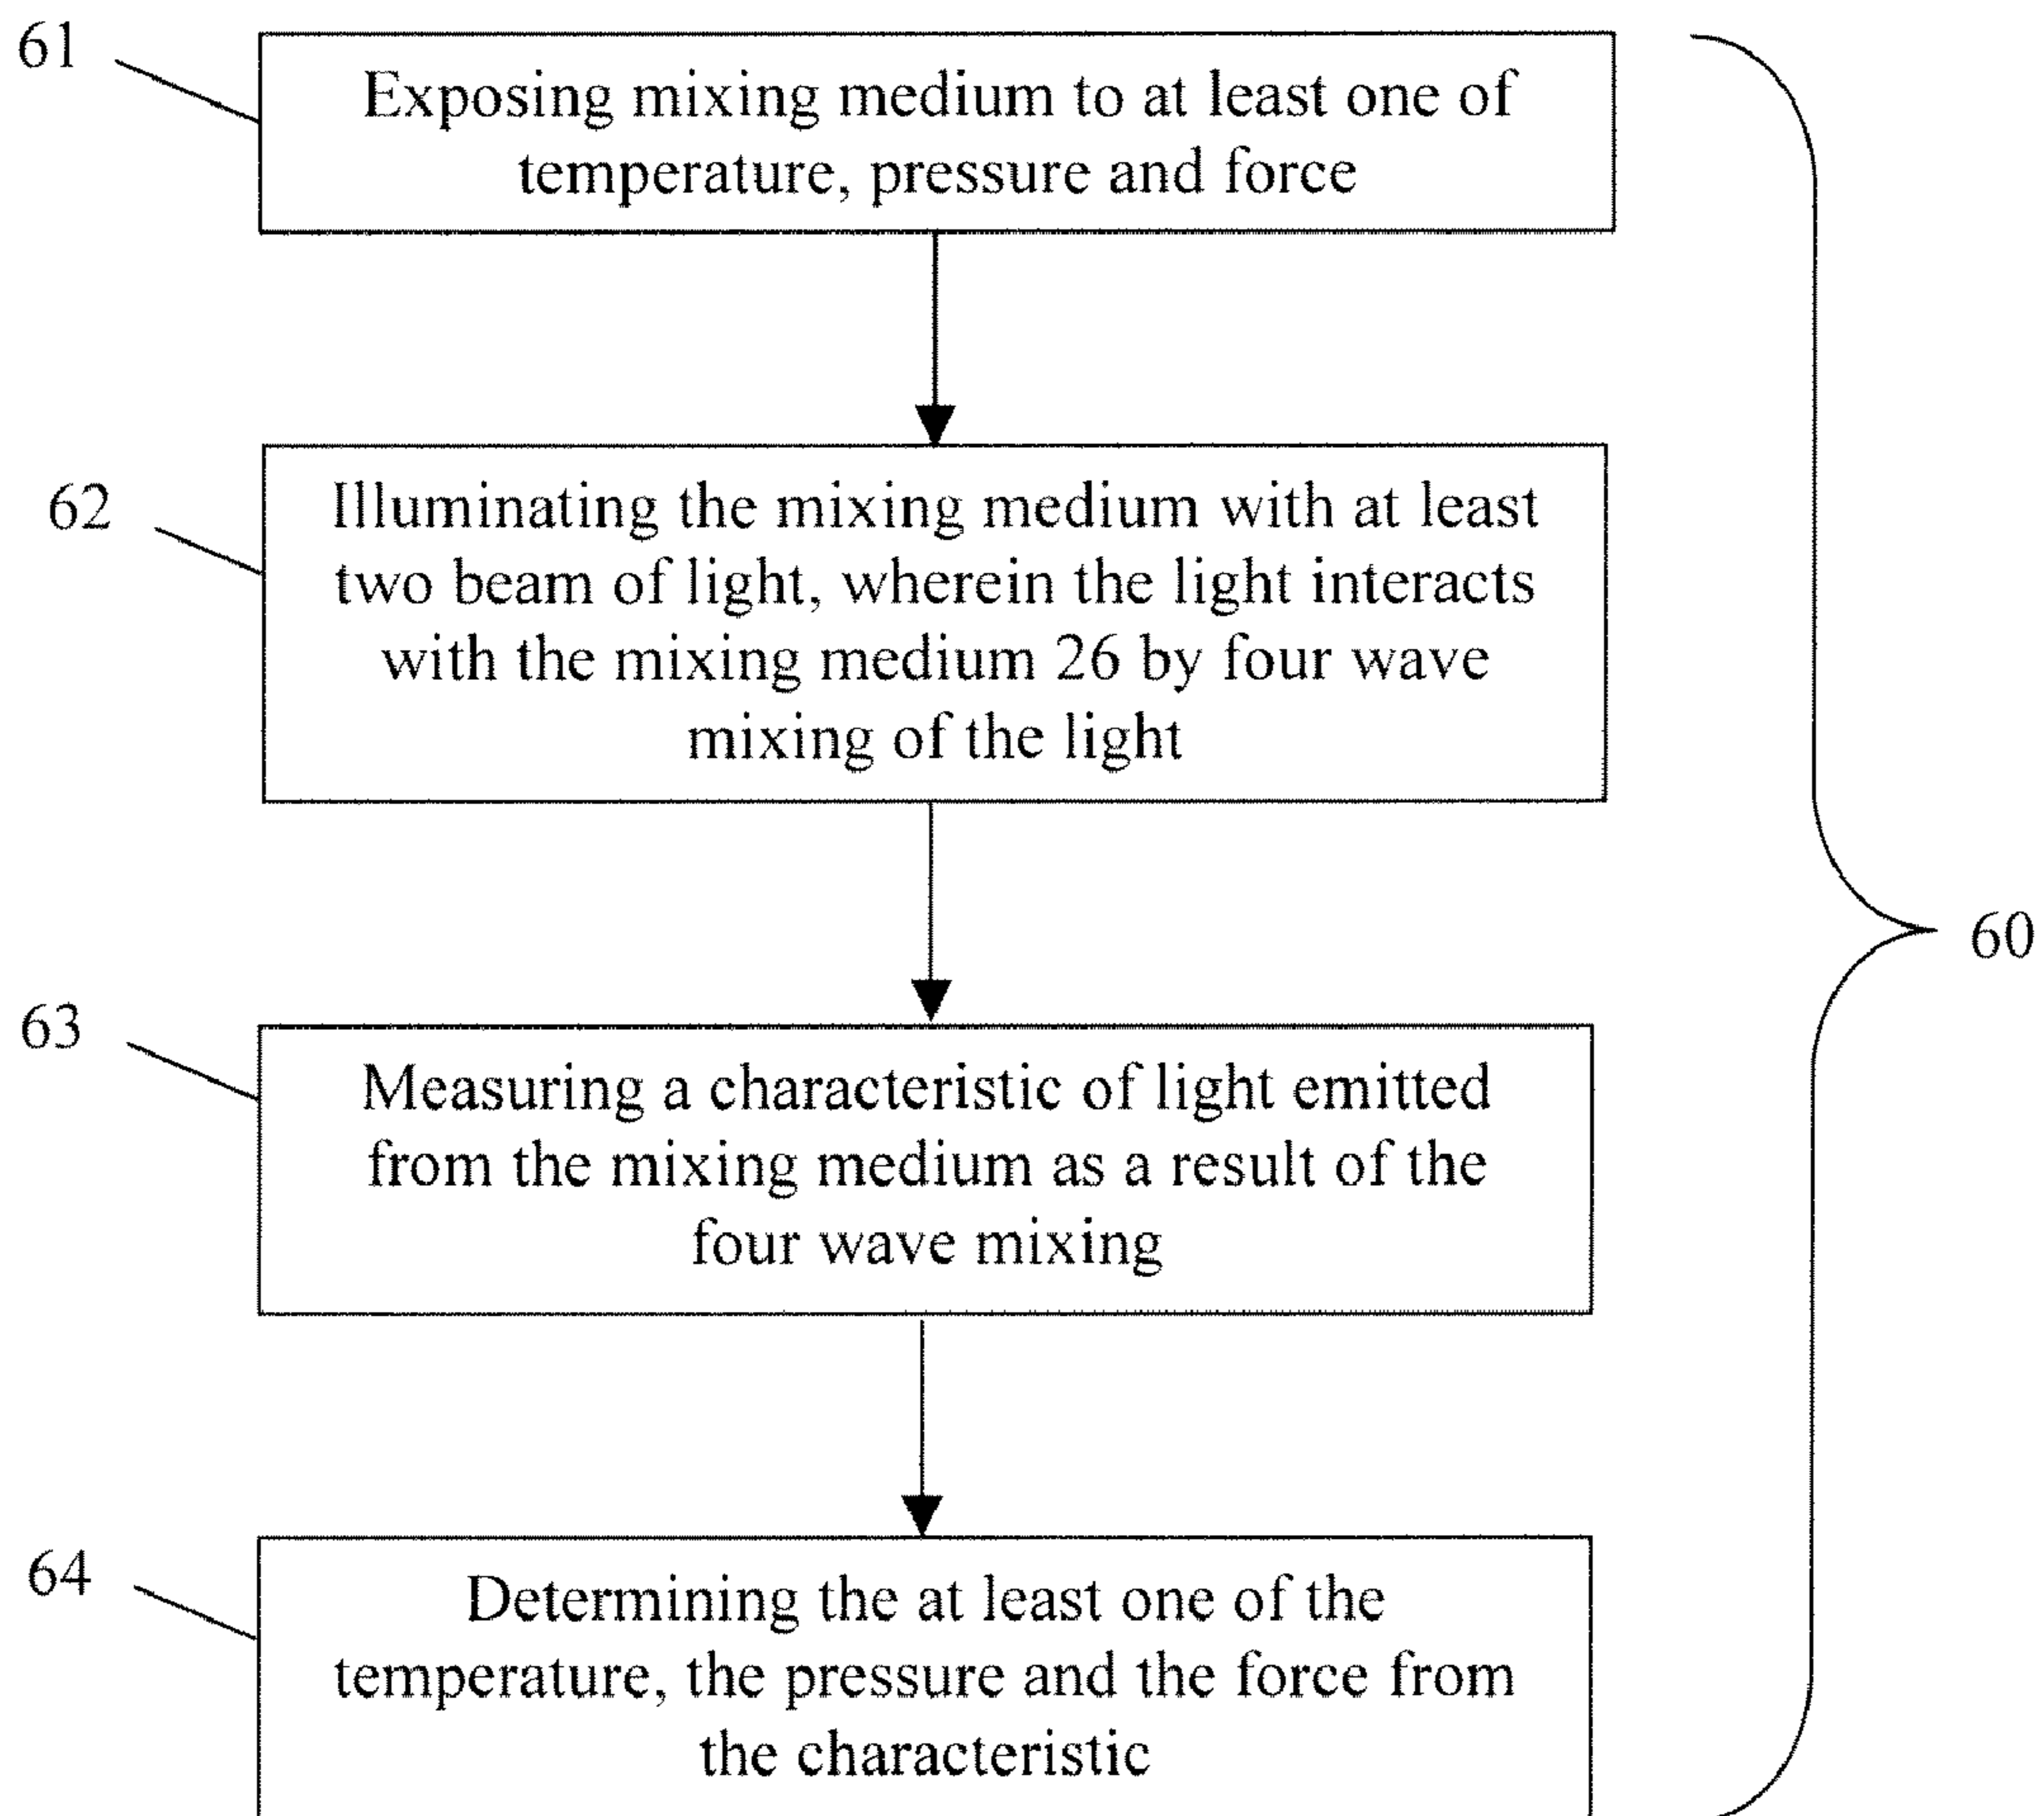 61
Exposing mixing medium to at least one of
temperature, pressure and force
62
Illuminating the mixing medium with at least
two beam of light, wherein the light interacts
with the mixing medium 26 by four wave
mixing of the light
60
63
Measuring a characteristic of light emitted
from the mixing medium as a result of the
four wave mixing
64
Determining the at least one of the
temperature, the pressure and the force from
the characteristic